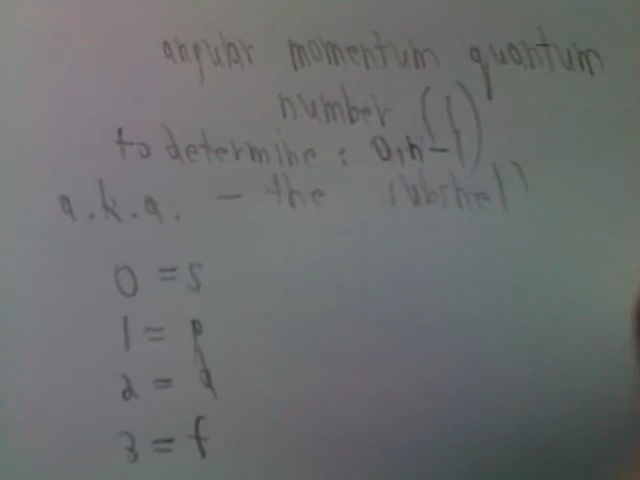 angular momentum quantum
number (l)
to determine: 0, n-1
a.k.a. - the subshell
0 = s
1 = p
2 = d
3 = f